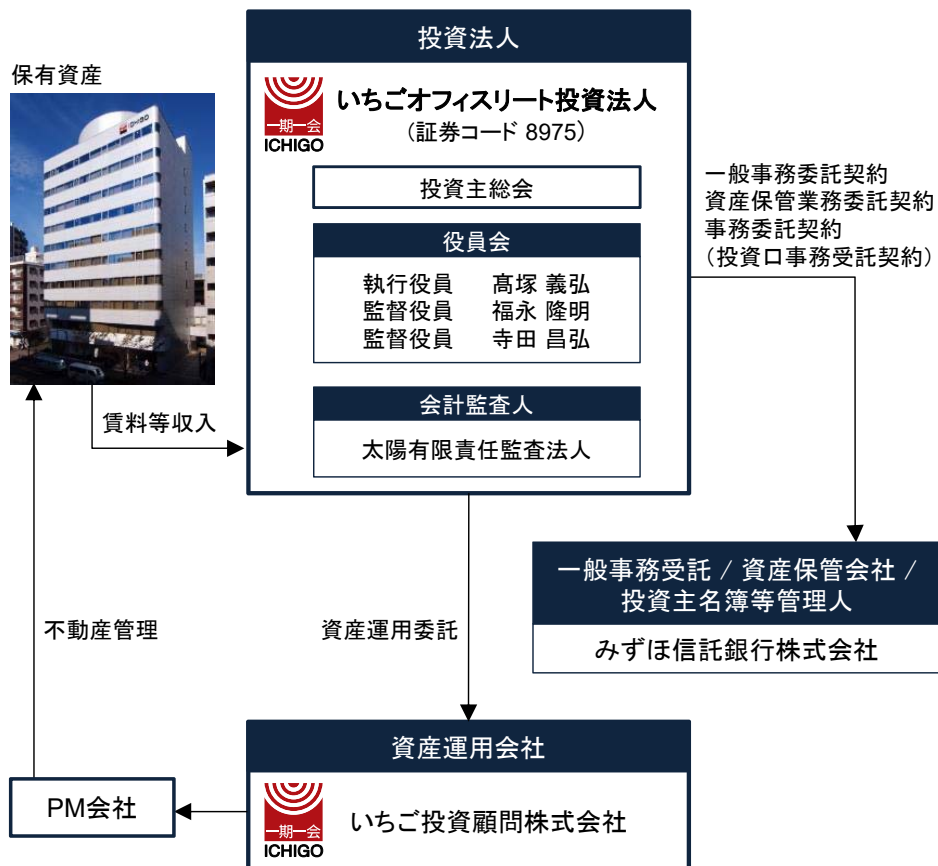 投資法人
保有資産
一期一会
ICHIGO
いちごオフィスリート投資法人
(証券コード 8975)
ICHIGO
投資主総会
役員会
執行役員 髙塚 義弘
監督役員 福永 隆明
監督役員 寺田 昌弘
会計監査人
太陽有限責任監査法人
一般事務委託契約
資産保管業務委託契約
事務委託契約
(投資口事務受託契約)
賃料等収入
一般事務受託 / 資産保管会社 /
投資主名簿等管理人
みずほ信託銀行株式会社
不動産管理
資産運用委託
資産運用会社
一期一会
ICHIGO
いちご投資顧問株式会社
PM会社